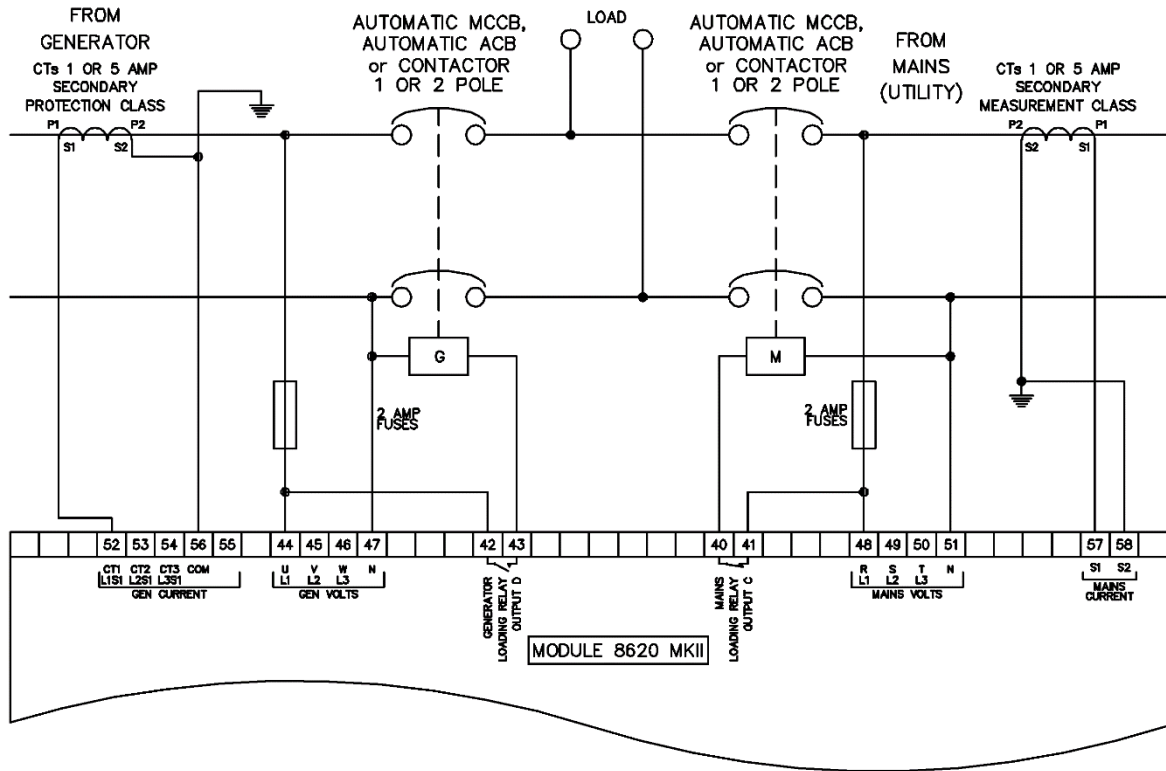 FROM
GENERATOR
CTs 1 OR 5 AMP
SECONDARY
PROTECTION CLASS
P1
P2
S1
S2
AUTOMATIC MCCB,
AUTOMATIC ACB
or CONTACTOR
1 OR 2 POLE
LOAD
AUTOMATIC MCCB,
AUTOMATIC ACB
or CONTACTOR
1 OR 2 POLE
FROM
MAINS
(UTILITY)
CTs 1 OR 5 AMP
SECONDARY
MEASUREMENT CLASS
P2
P1
S2
S1
G
M
2 AMP
FUSES
2 AMP
FUSES
52 53 54 56 55 44 45 46 47 42 43 40 41 48 49 50 51 57 58
CT1 CT2 CT3 COM
L1S1 L2S1 L3S1
GEN CURRENT
U V W N
L1 L2 L3
GEN VOLTS
GENERATOR
LOADING RELAY
OUTPUT D
MAINS
LOADING RELAY
OUTPUT C
R S T N
L1 L2 L3
MAINS VOLTS
S1 S2
MAINS
CURRENT
MODULE 8620 MKII